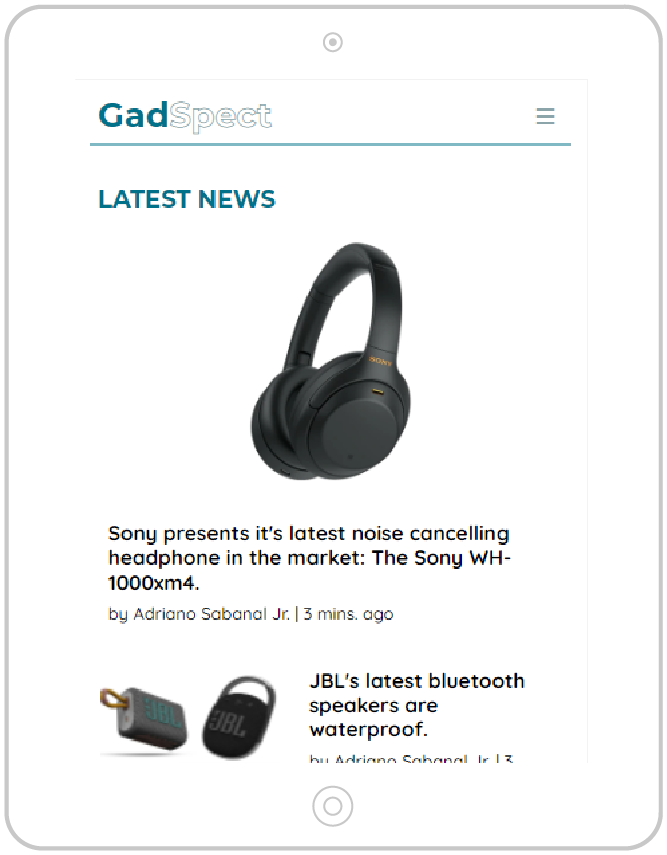 GadSpect
LATEST NEWS
SONY
Sony presents it's latest noise cancelling
headphone in the market: The Sony WH-
1000xm4.
by Adriano Sabanal Jr. | 3 mins. ago
JBL's latest bluetooth
speakers are
waterproof.
JBL
JBL
by Adriano Sabanal Jr. | 3